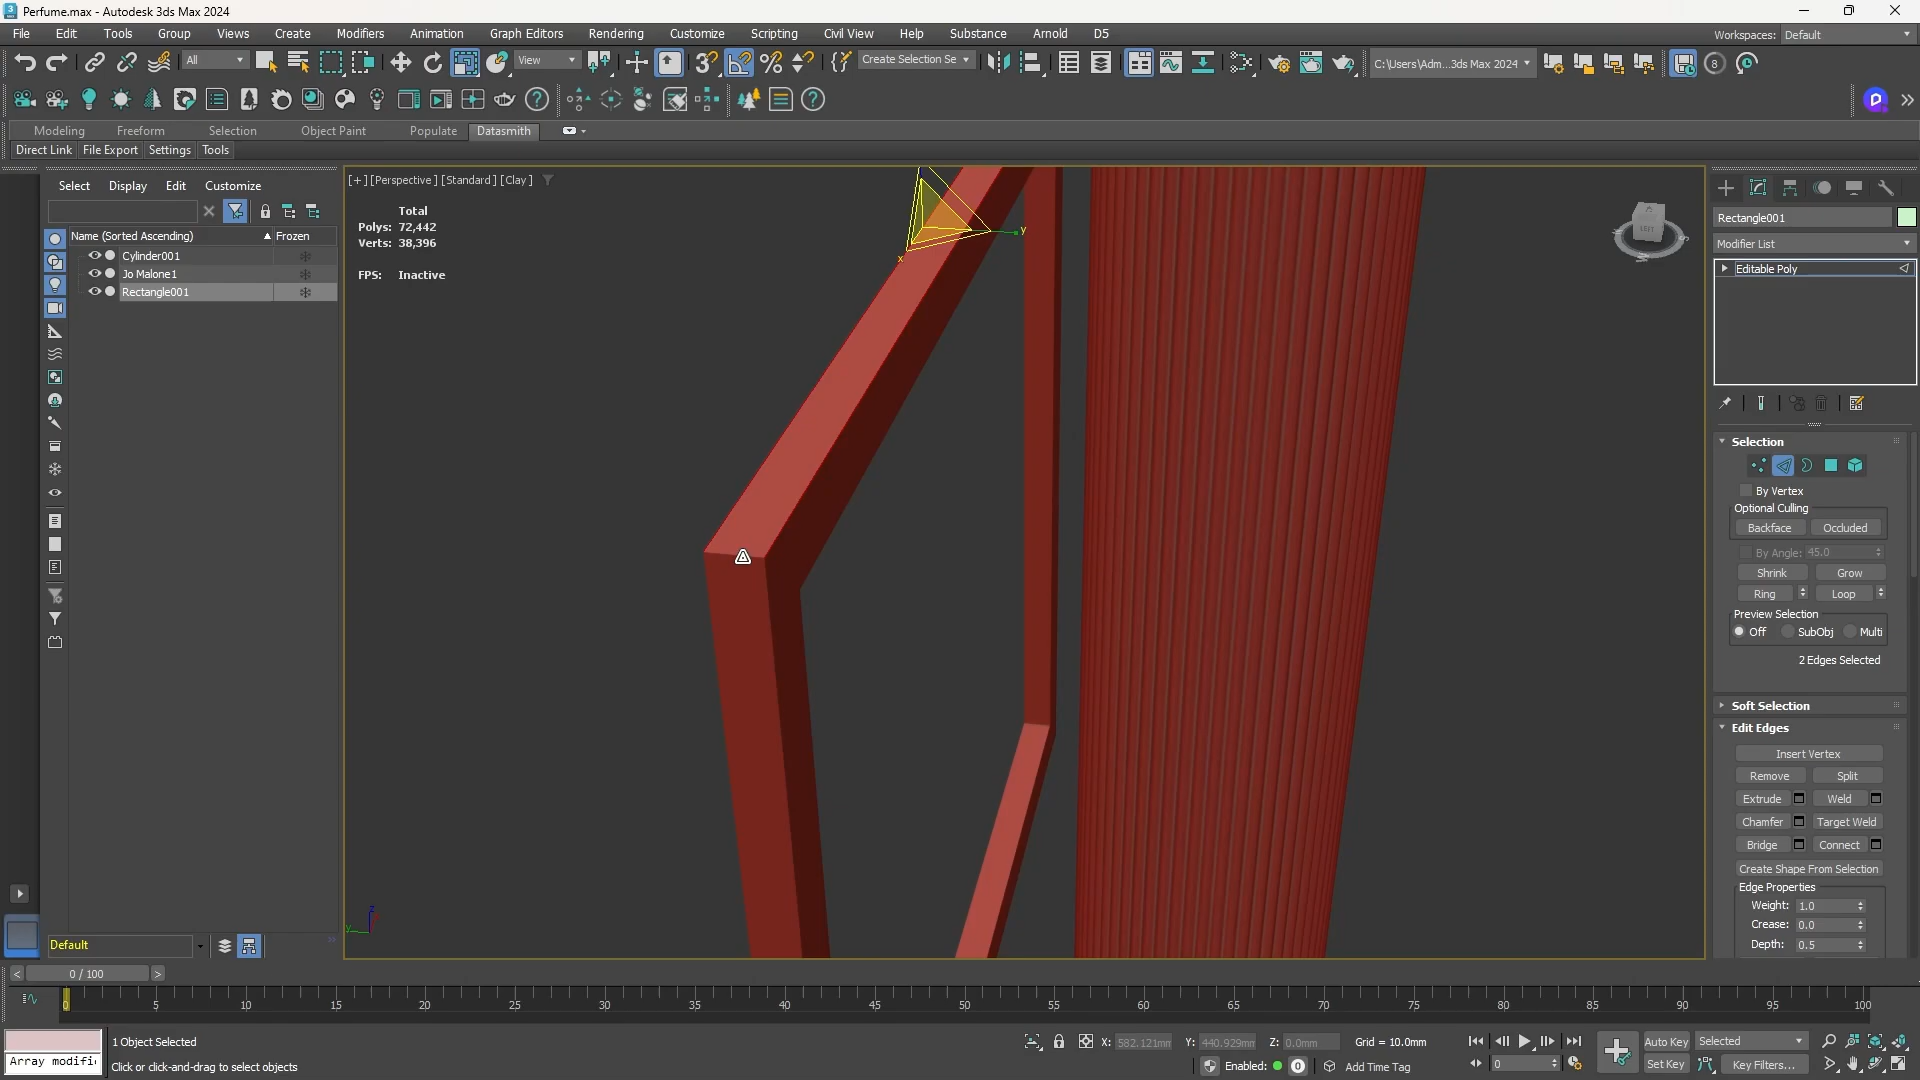 Perfume.max - Autodesk 3ds Max 2024
File Edit Tools Group Views Create Modifiers Animation Graph Editors Rendering Customize Scripting Civil View Help Substance Arnold D5
Workspaces: Default
All View Create Selection Se C:\Users\Adm...3ds Max 2024
Modeling Freeform Selection Object Paint Populate Datasmith
Direct Link File Export Settings Tools
Select Display Edit Customize
Name (Sorted Ascending) Frozen
Cylinder001
Jo Malone1
Rectangle001
[+] [Perspective ] [Standard ] [Clay ]
Total
Polys: 72,442
Verts: 38,396
FPS: Inactive
y
x
LEFT
Rectangle001
Modifier List
Editable Poly
Selection
By Vertex
Optional Culling
Backface Occluded
By Angle: 45.0
Shrink Grow
Ring Loop
Preview Selection
Off SubObj Multi
2 Edges Selected
Soft Selection
Edit Edges
Insert Vertex
Remove Split
Extrude Weld
Chamfer Target Weld
Bridge Connect
Create Shape From Selection
Edge Properties
Weight: 1.0
Crease: 0.0
Depth: 0.5
z
y
Default
0 / 100
0 5 10 15 20 25 30 35 40 45 50 55 60 65 70 75 80 85 90 95 100
1 Object Selected
Array modifi
Click or click-and-drag to select objects
X: 582.121mm Y: 440.929mm Z: 0.0mm Grid = 10.0mm
Enabled: 0 Add Time Tag
0
Auto Key Selected
Set Key Key Filters...